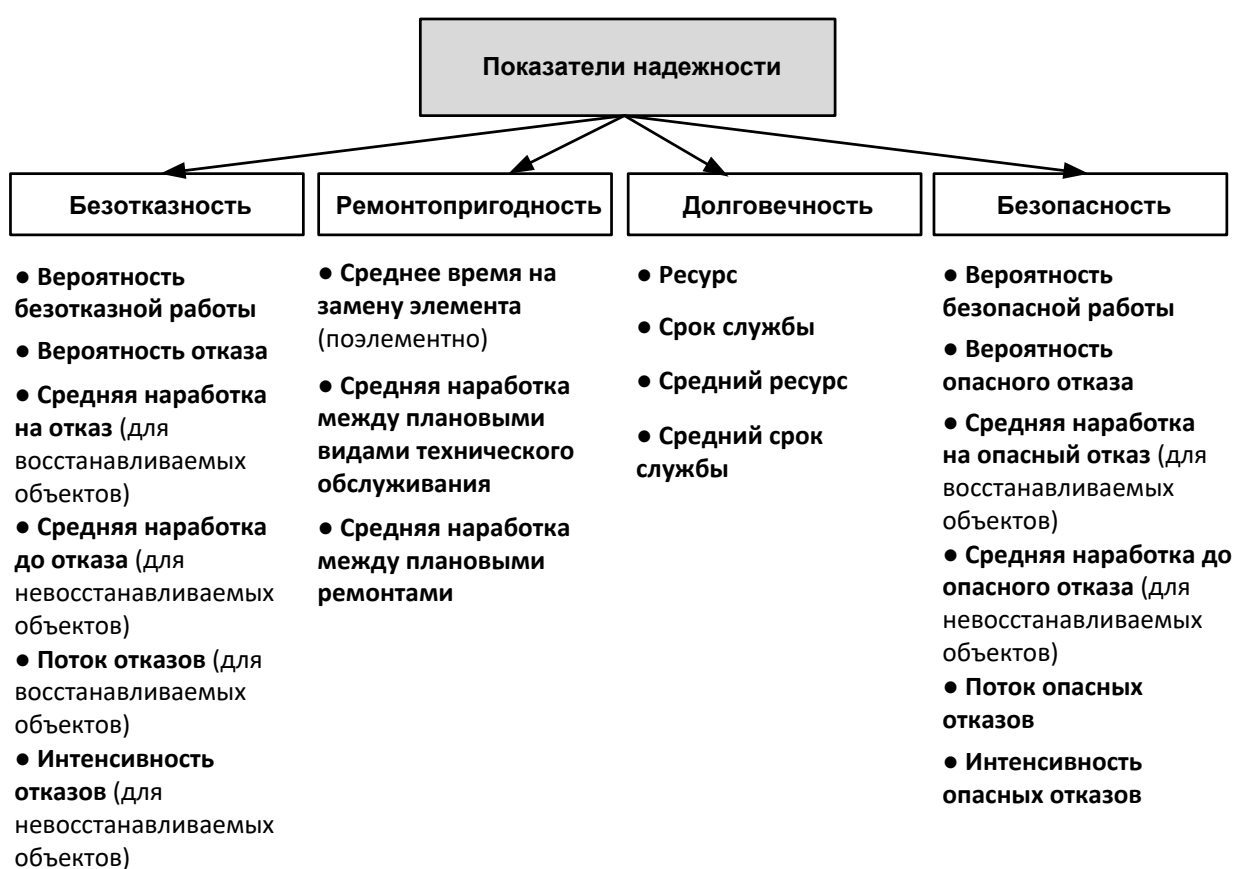 Показатели надежности
Безотказность
● Вероятность
безотказной работы
● Вероятность отказа
● Средняя наработка
на отказ (для
восстанавливаемых
объектов)
● Средняя наработка
до отказа (для
невосстанавливаемых
объектов)
● Поток отказов (для
восстанавливаемых
объектов)
● Интенсивность
отказов (для
невосстанавливаемых
объектов)
Ремонтопригодность
● Среднее время на
замену элемента
(поэлементно)
● Средняя наработка
между плановыми
видами технического
обслуживания
● Средняя наработка
между плановыми
ремонтами
Долговечность
● Ресурс
● Срок службы
● Средний ресурс
● Средний срок
службы
Безопасность
● Вероятность
безопасной работы
● Вероятность
опасного отказа
● Средняя наработка
на опасный отказ (для
восстанавливаемых
объектов)
● Средняя наработка до
опасного отказа (для
невосстанавливаемых
объектов)
● Поток опасных
отказов
● Интенсивность
опасных отказов